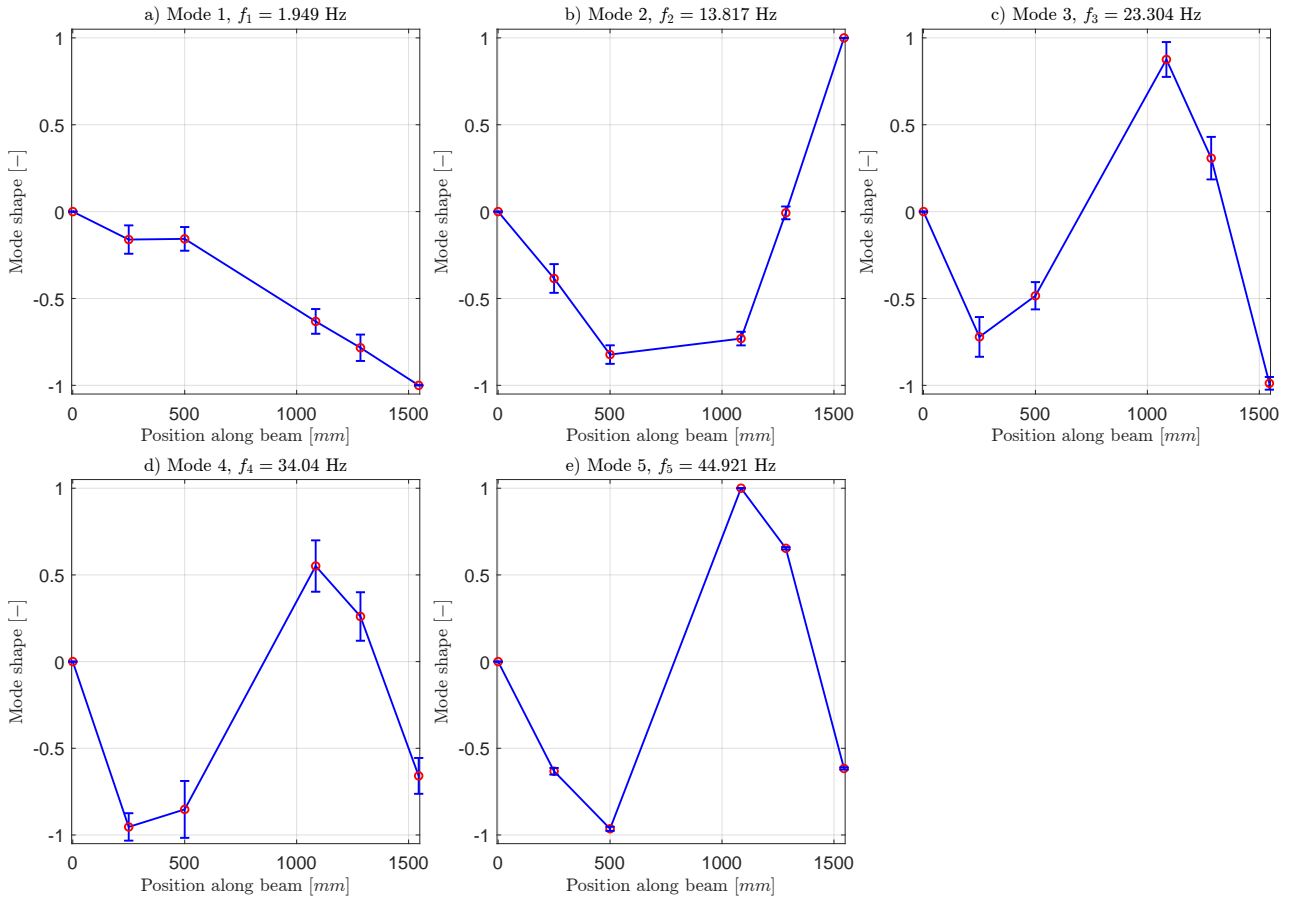 a) Mode 1, f₁ = 1.949 Hz
1
0.5
0
-0.5
-1
Mode shape [−]
0 500 1000 1500
Position along beam [mm]
b) Mode 2, f₂ = 13.817 Hz
1
0.5
0
-0.5
-1
Mode shape [−]
0 500 1000 1500
Position along beam [mm]
c) Mode 3, f₃ = 23.304 Hz
1
0.5
0
-0.5
-1
Mode shape [−]
0 500 1000 1500
Position along beam [mm]
d) Mode 4, f₄ = 34.04 Hz
1
0.5
0
-0.5
-1
Mode shape [−]
0 500 1000 1500
Position along beam [mm]
e) Mode 5, f₅ = 44.921 Hz
1
0.5
0
-0.5
-1
Mode shape [−]
0 500 1000 1500
Position along beam [mm]